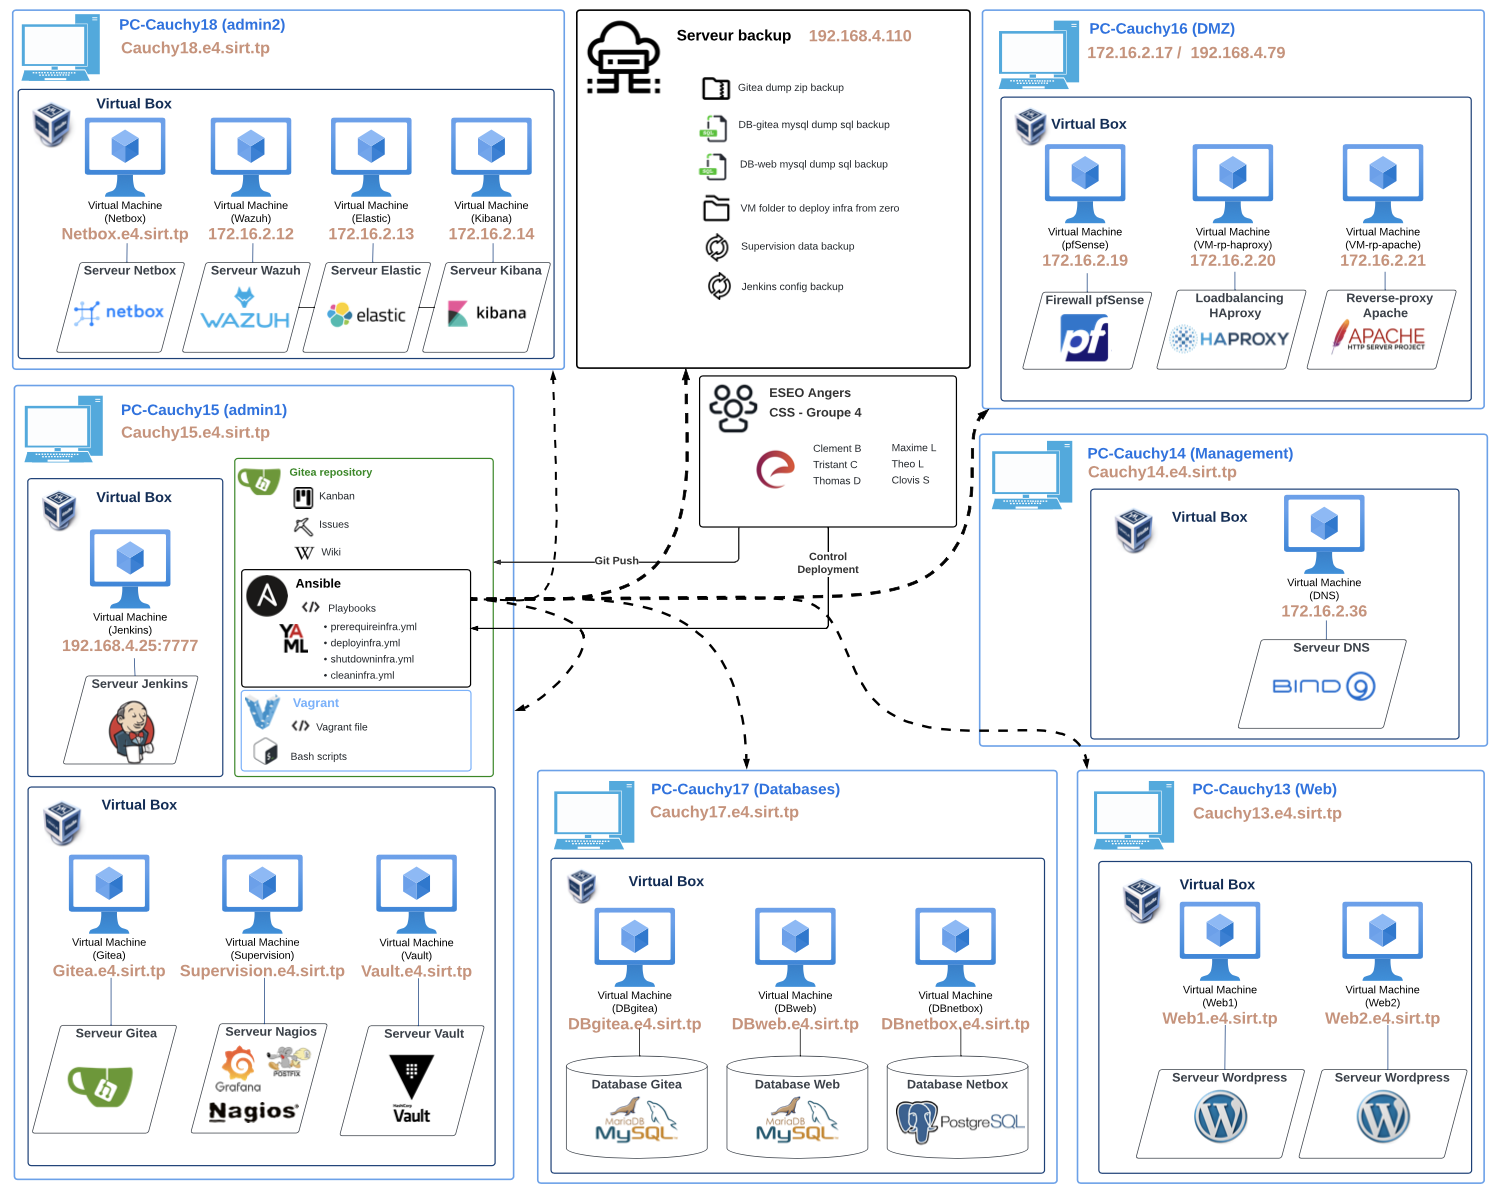 PC-Cauchy18 (admin2)
Cauchy18.e4.sirt.tp
Virtual Box
Virtual Machine
(Netbox)
Netbox.e4.sirt.tp
Virtual Machine
(Wazuh)
172.16.2.12
Virtual Machine
(Elastic)
172.16.2.13
Virtual Machine
(Kibana)
172.16.2.14
Serveur Netbox
netbox
Serveur Wazuh
WAZUH
Serveur Elastic
elastic
Serveur Kibana
kibana
Serveur backup 192.168.4.110
Gitea dump zip backup
SQL
DB-gitea mysql dump sql backup
SQL
DB-web mysql dump sql backup
VM folder to deploy infra from zero
Supervision data backup
Jenkins config backup
PC-Cauchy16 (DMZ)
172.16.2.17 / 192.168.4.79
Virtual Box
Virtual Machine
(pfSense)
172.16.2.19
Virtual Machine
(VM-rp-haproxy)
172.16.2.20
Virtual Machine
(VM-rp-apache)
172.16.2.21
Firewall pfSense
pf
Loadbalancing
HAproxy
HAPROXY
Reverse-proxy
Apache
APACHE
HTTP SERVER PROJECT
ESEO Angers
CSS - Groupe 4
Clement B
Tristant C
Thomas D
Maxime L
Theo L
Clovis S
Git Push
Control
Deployment
PC-Cauchy15 (admin1)
Cauchy15.e4.sirt.tp
Virtual Box
Virtual Machine
(Jenkins)
192.168.4.25:7777
Serveur Jenkins
Gitea repository
Kanban
Issues
W
Wiki
Ansible
Playbooks
YAML
• prerequireinfra.yml
• deployinfra.yml
• shutdowninfra.yml
• cleaninfra.yml
Vagrant
Vagrant file
Bash scripts
Virtual Box
Virtual Machine
(Gitea)
Gitea.e4.sirt.tp
Virtual Machine
(Supervision)
Supervision.e4.sirt.tp
Virtual Machine
(Vault)
Vault.e4.sirt.tp
Serveur Gitea
Serveur Nagios
Grafana
POSTFIX
Nagios®
Serveur Vault
HashiCorp
Vault
PC-Cauchy14 (Management)
Cauchy14.e4.sirt.tp
Virtual Box
Virtual Machine
(DNS)
172.16.2.36
Serveur DNS
BIND 9
PC-Cauchy17 (Databases)
Cauchy17.e4.sirt.tp
Virtual Box
Virtual Machine
(DBgitea)
DBgitea.e4.sirt.tp
Virtual Machine
(DBweb)
DBweb.e4.sirt.tp
Virtual Machine
(DBnetbox)
DBnetbox.e4.sirt.tp
Database Gitea
MariaDB
MySQL
Database Web
MariaDB
MySQL
Database Netbox
PostgreSQL
PC-Cauchy13 (Web)
Cauchy13.e4.sirt.tp
Virtual Box
Virtual Machine
(Web1)
Web1.e4.sirt.tp
Virtual Machine
(Web2)
Web2.e4.sirt.tp
Serveur Wordpress
Serveur Wordpress